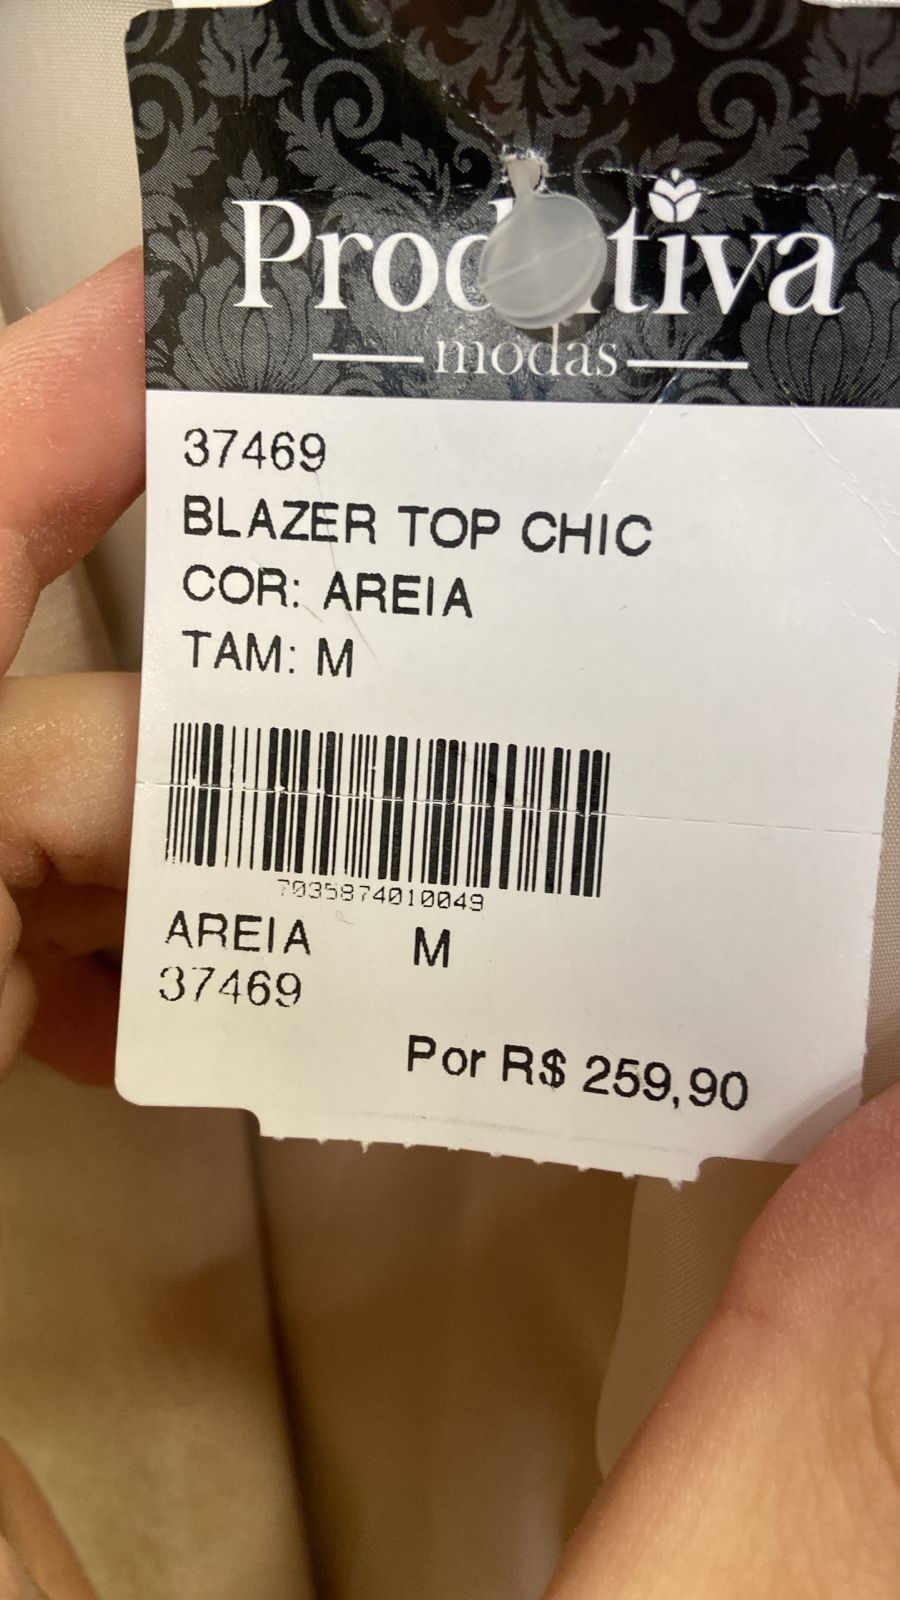 modas
37469
BLAZER TOP CHIC
COR: AREIA
TAM: M
7035874010049
AREIA M
37469
Por R$ 259,90